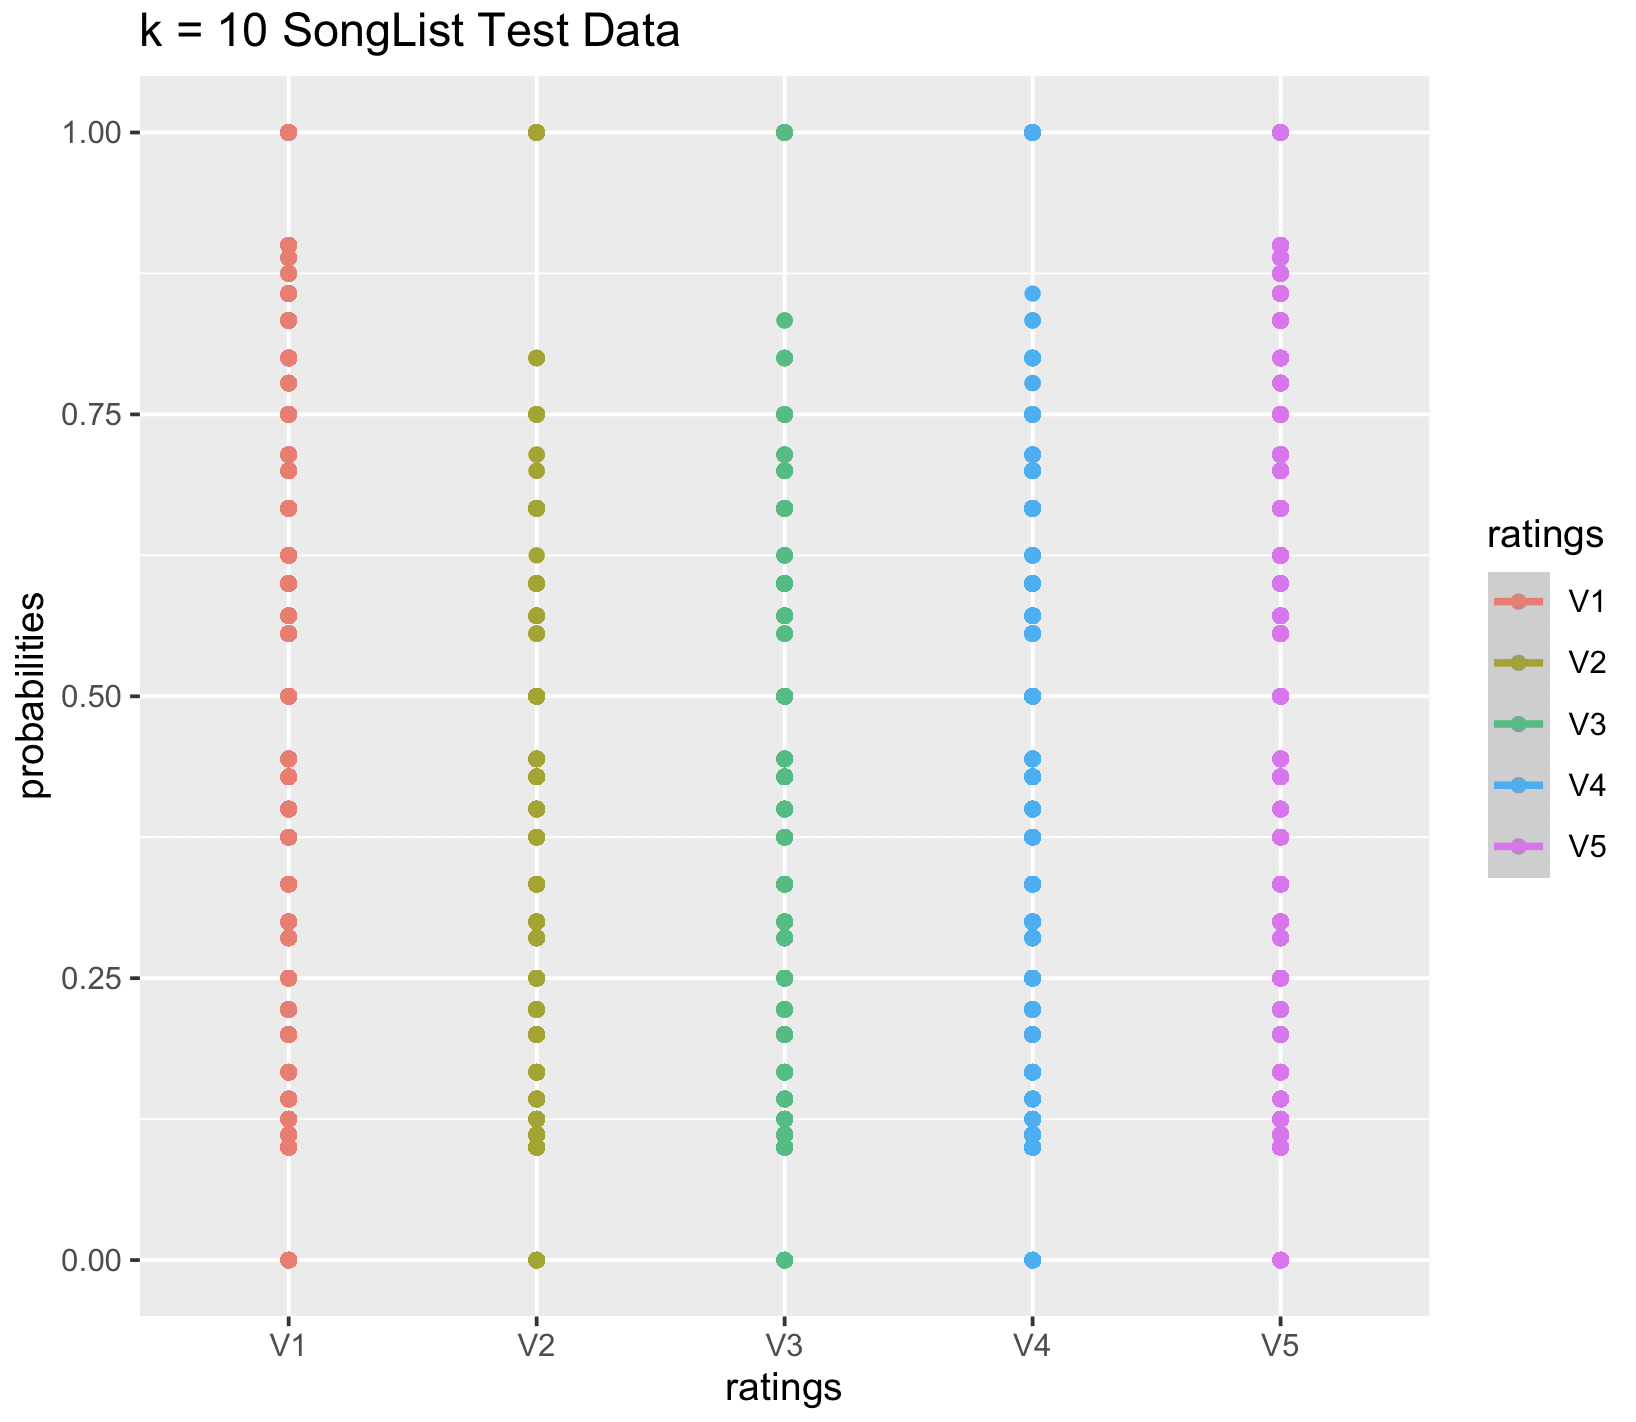 k = 10 SongList Test Data
probabilities
1.00
0.75
0.50
0.25
0.00
V1 V2 V3 V4 V5
ratings
ratings
V1
V2
V3
V4
V5